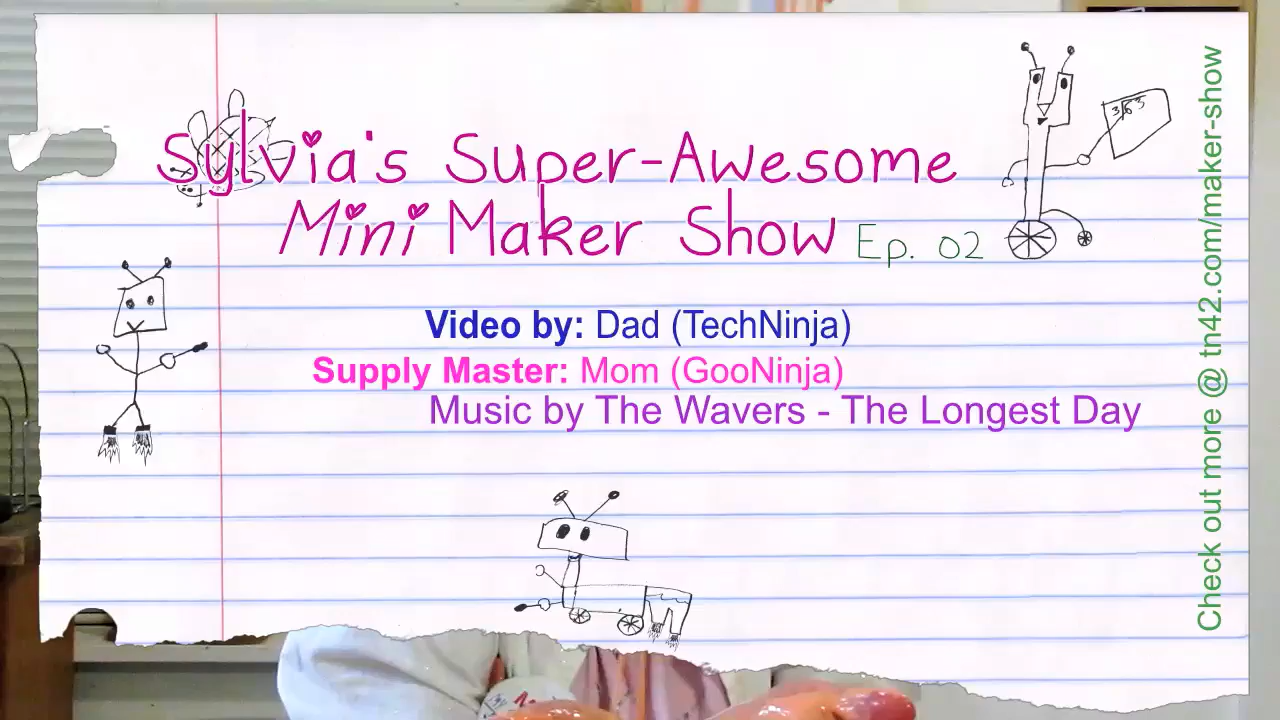 Sylvia's Super-Awesome
Mini Maker Show Ep. 02
Video by: Dad (TechNinja)
Supply Master: Mom (GooNinja)
Music by The Wavers - The Longest Day
Check out more @ tn42.com/maker-show